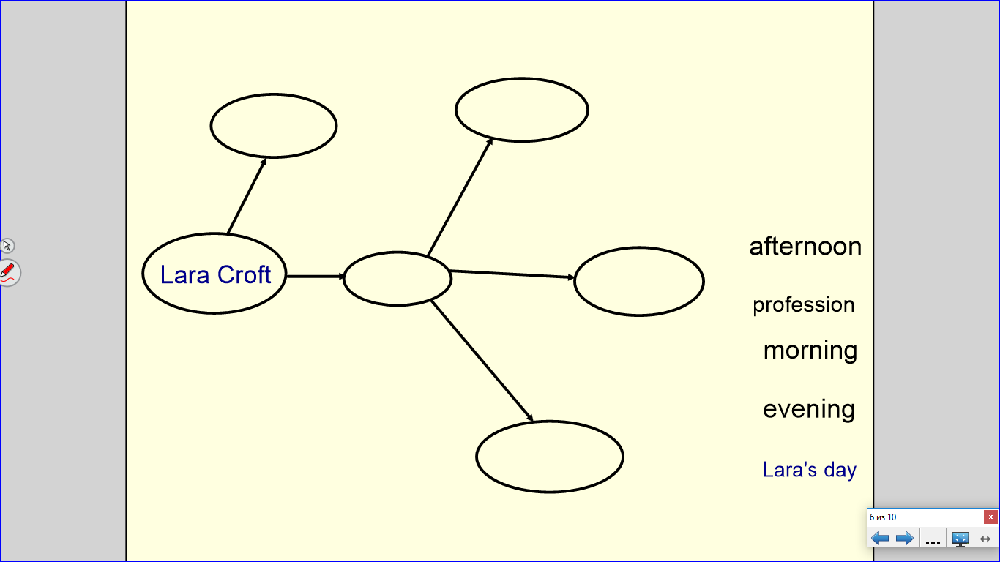 Lara Croft
afternoon
profession
morning
evening
Lara's day
6 из 10
...